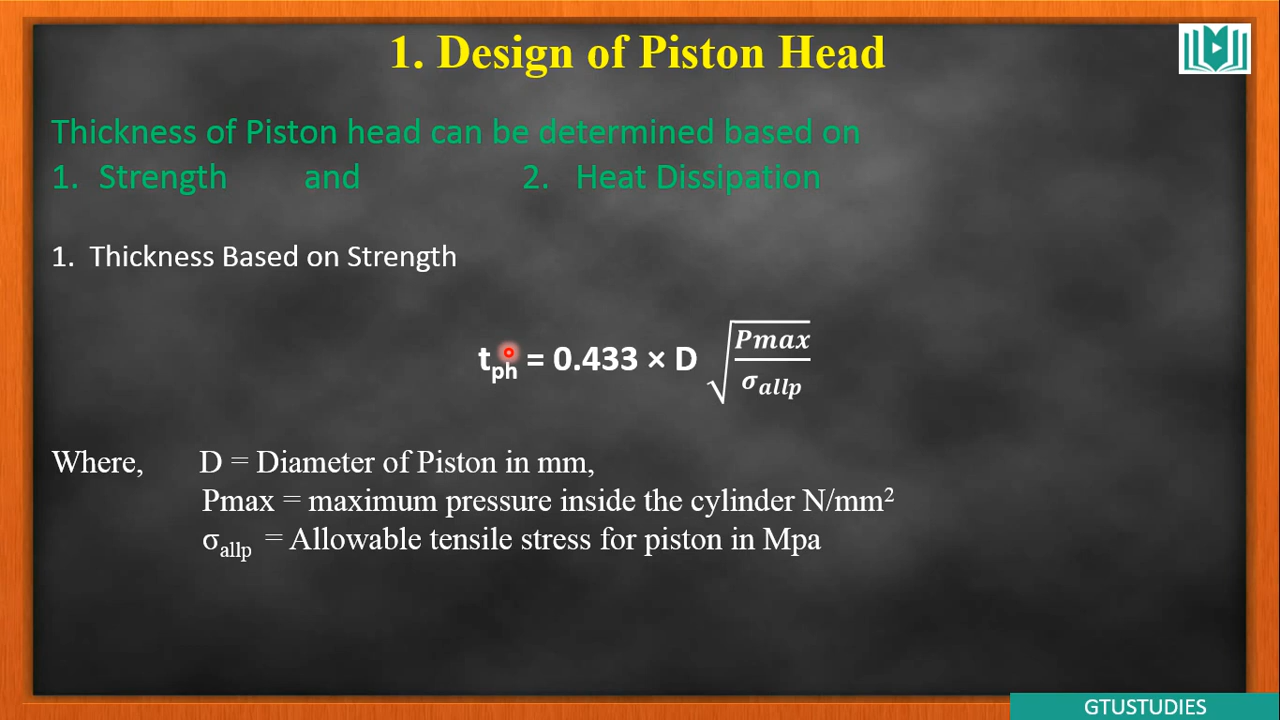 1. Design of Piston Head
Thickness of Piston head can be determined based on
1. Strength and 2. Heat Dissipation
1. Thickness Based on Strength
tₚₕ = 0.433 × D √(Pmax / σ_allp)
Where, D = Diameter of Piston in mm,
Pmax = maximum pressure inside the cylinder N/mm²
σ_allp = Allowable tensile stress for piston in Mpa
GTUSTUDIES